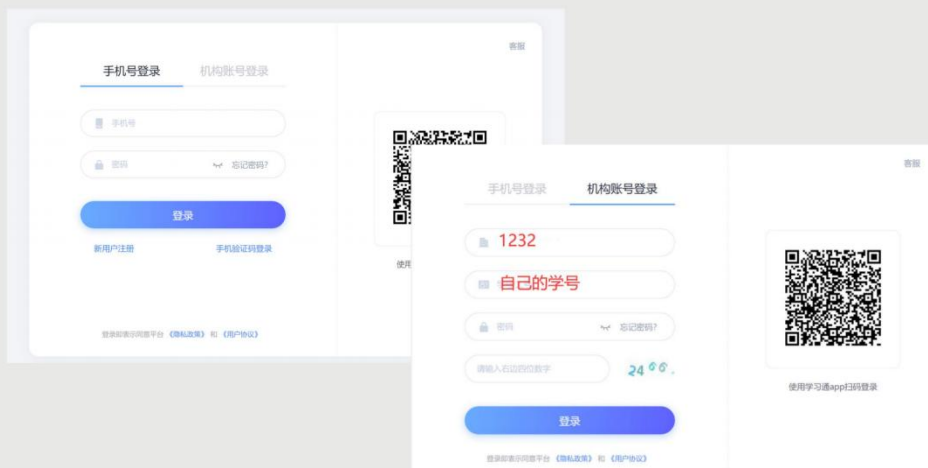 客服
手机号登录 机构账号登录
手机号
密码 忘记密码?
登录
新用户注册 手机验证码登录
使用
登录即表示同意平台 《隐私政策》 和 《用户协议》
客服
手机号登录 机构账号登录
1232
自己的学号
密码 忘记密码?
请输入右边四位数字 2466
登录
使用学习通app扫码登录
登录即表示同意平台 《隐私政策》 和 《用户协议》